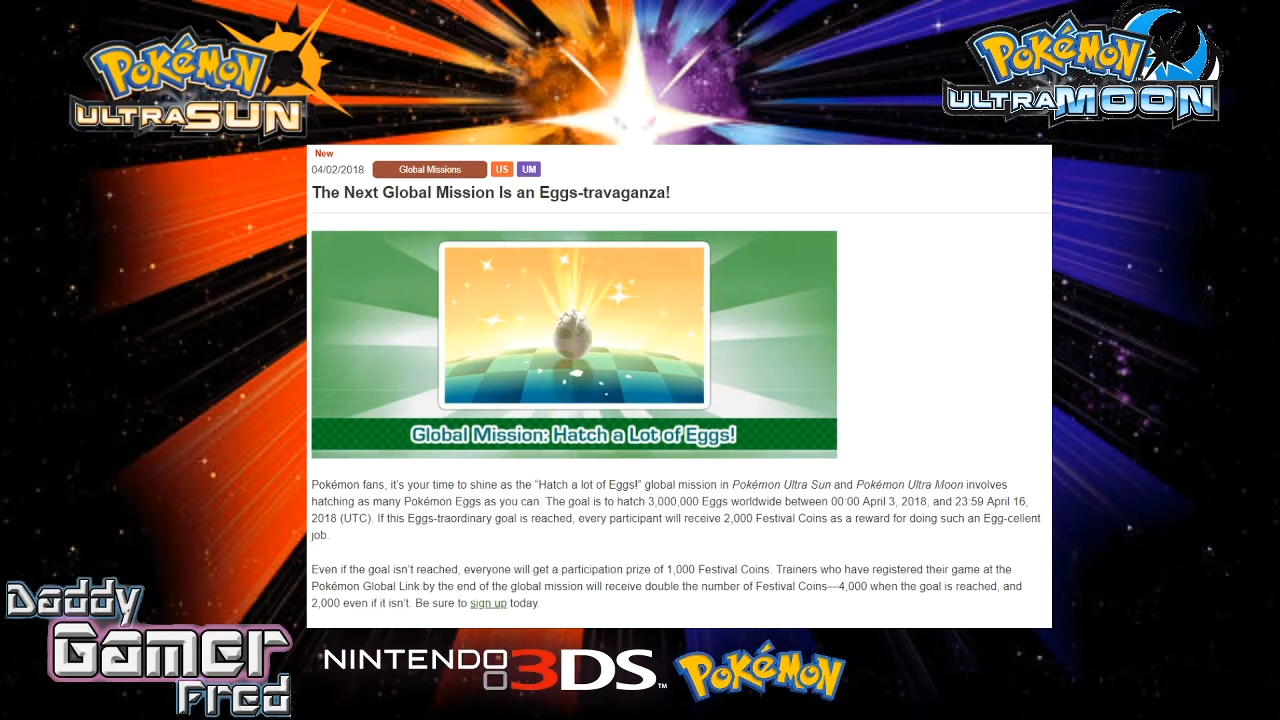 POKéMON
ULTRA SUN
POKéMON
ULTRA MOON
New
04/02/2018 Global Missions US UM
The Next Global Mission Is an Eggs-travaganza!
Global Mission: Hatch a Lot of Eggs!
Pokémon fans, it's your time to shine as the "Hatch a lot of Eggs!" global mission in Pokémon Ultra Sun and Pokémon Ultra Moon involves
hatching as many Pokémon Eggs as you can. The goal is to hatch 3,000,000 Eggs worldwide between 00:00 April 3, 2018, and 23:59 April 16,
2018 (UTC). If this Eggs-traordinary goal is reached, every participant will receive 2,000 Festival Coins as a reward for doing such an Egg-cellent
job.
Even if the goal isn't reached, everyone will get a participation prize of 1,000 Festival Coins. Trainers who have registered their game at the
Pokémon Global Link by the end of the global mission will receive double the number of Festival Coins—4,000 when the goal is reached, and
2,000 even if it isn't. Be sure to sign up today.
Daddy
Gamer
Fred
NINTENDO 3DS™
POKéMON